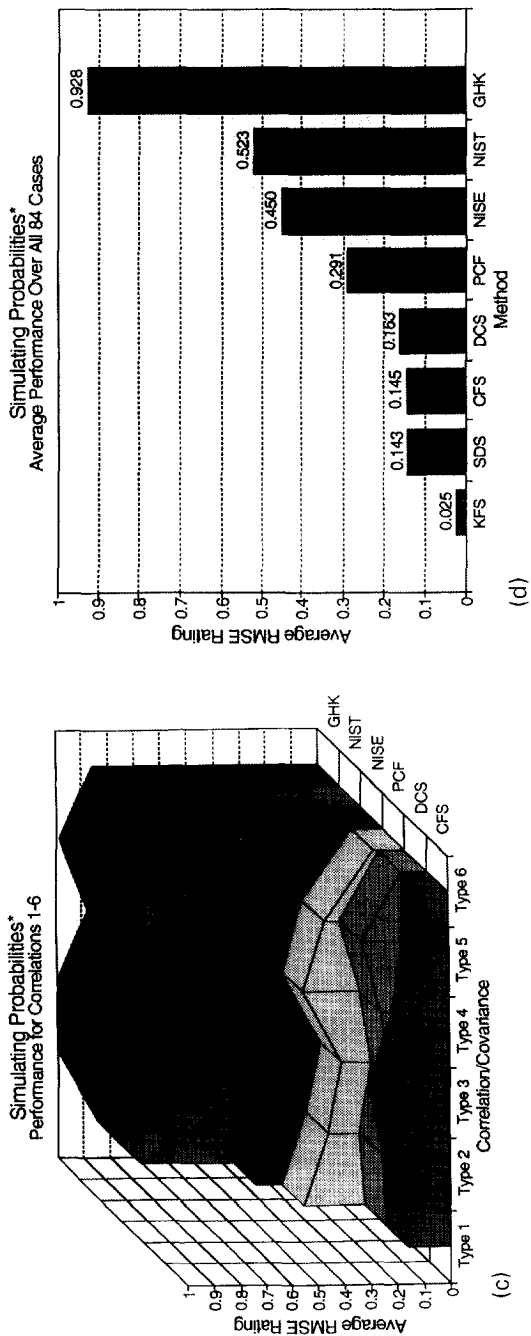 Simulating Probabilities*
Performance for Correlations 1-6
Average RMSE Rating
1
0.9
0.8
0.7
0.6
0.5
0.4
0.3
0.2
0.1
0
Type 1
Type 2
Type 3
Type 4
Type 5
Type 6
Correlation/Covariance
GHK
NIST
NISE
PCF
DCS
CFS
(c)
Simulating Probabilities*
Average Performance Over All 84 Cases
Average RMSE Rating
1
0.9
0.8
0.7
0.6
0.5
0.4
0.3
0.2
0.1
0
0.025
0.143
0.145
0.163
0.291
0.450
0.523
0.928
KFS
SDS
CFS
DCS
PCF
NISE
NIST
GHK
Method
(d)